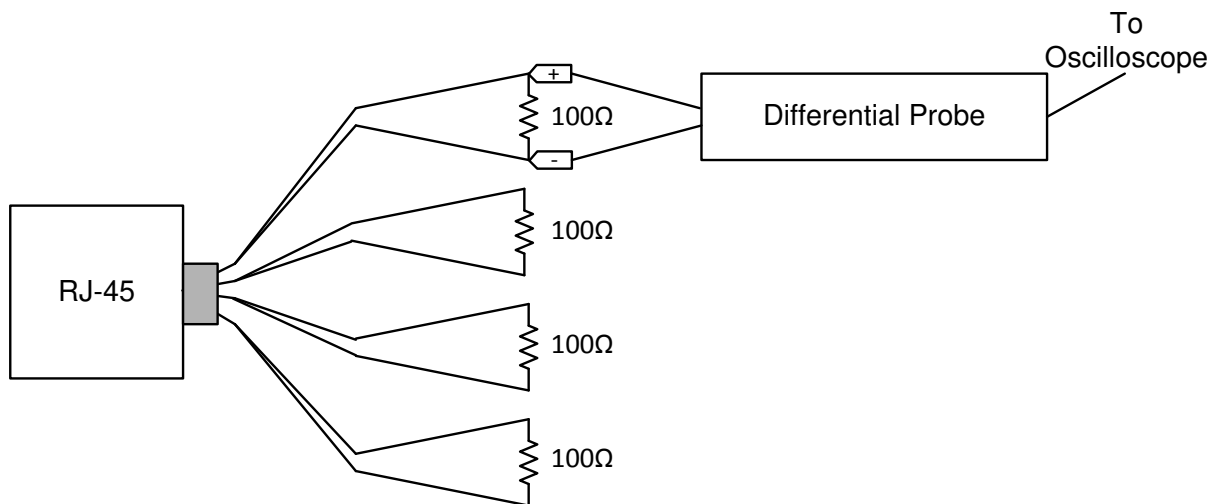 To
Oscilloscope
+
100Ω
Differential Probe
-
100Ω
RJ-45
100Ω
100Ω